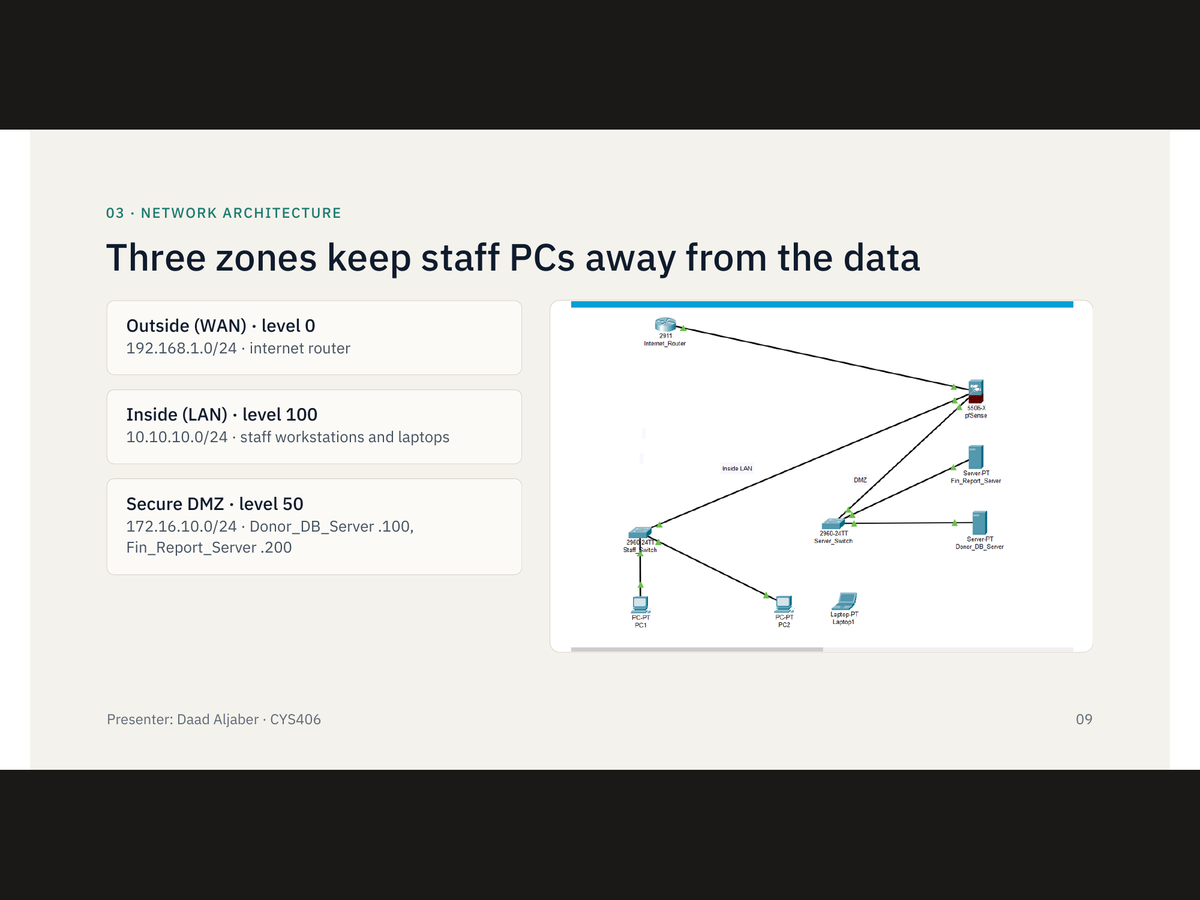 03 · NETWORK ARCHITECTURE
Three zones keep staff PCs away from the data
Outside (WAN) · level 0
192.168.1.0/24 · internet router
Inside (LAN) · level 100
10.10.10.0/24 · staff workstations and laptops
Secure DMZ · level 50
172.16.10.0/24 · Donor_DB_Server .100,
Fin_Report_Server .200
2911
Internet_Router
5506-X
pfSense
Server-PT
Fin_Report_Server
Inside LAN
DMZ
2960-24TT
Staff_Switch
2960-24TT
Server_Switch
Server-PT
Donor_DB_Server
PC-PT
PC1
PC-PT
PC2
Laptop-PT
Laptop1
Presenter: Daad Aljaber · CYS406
09